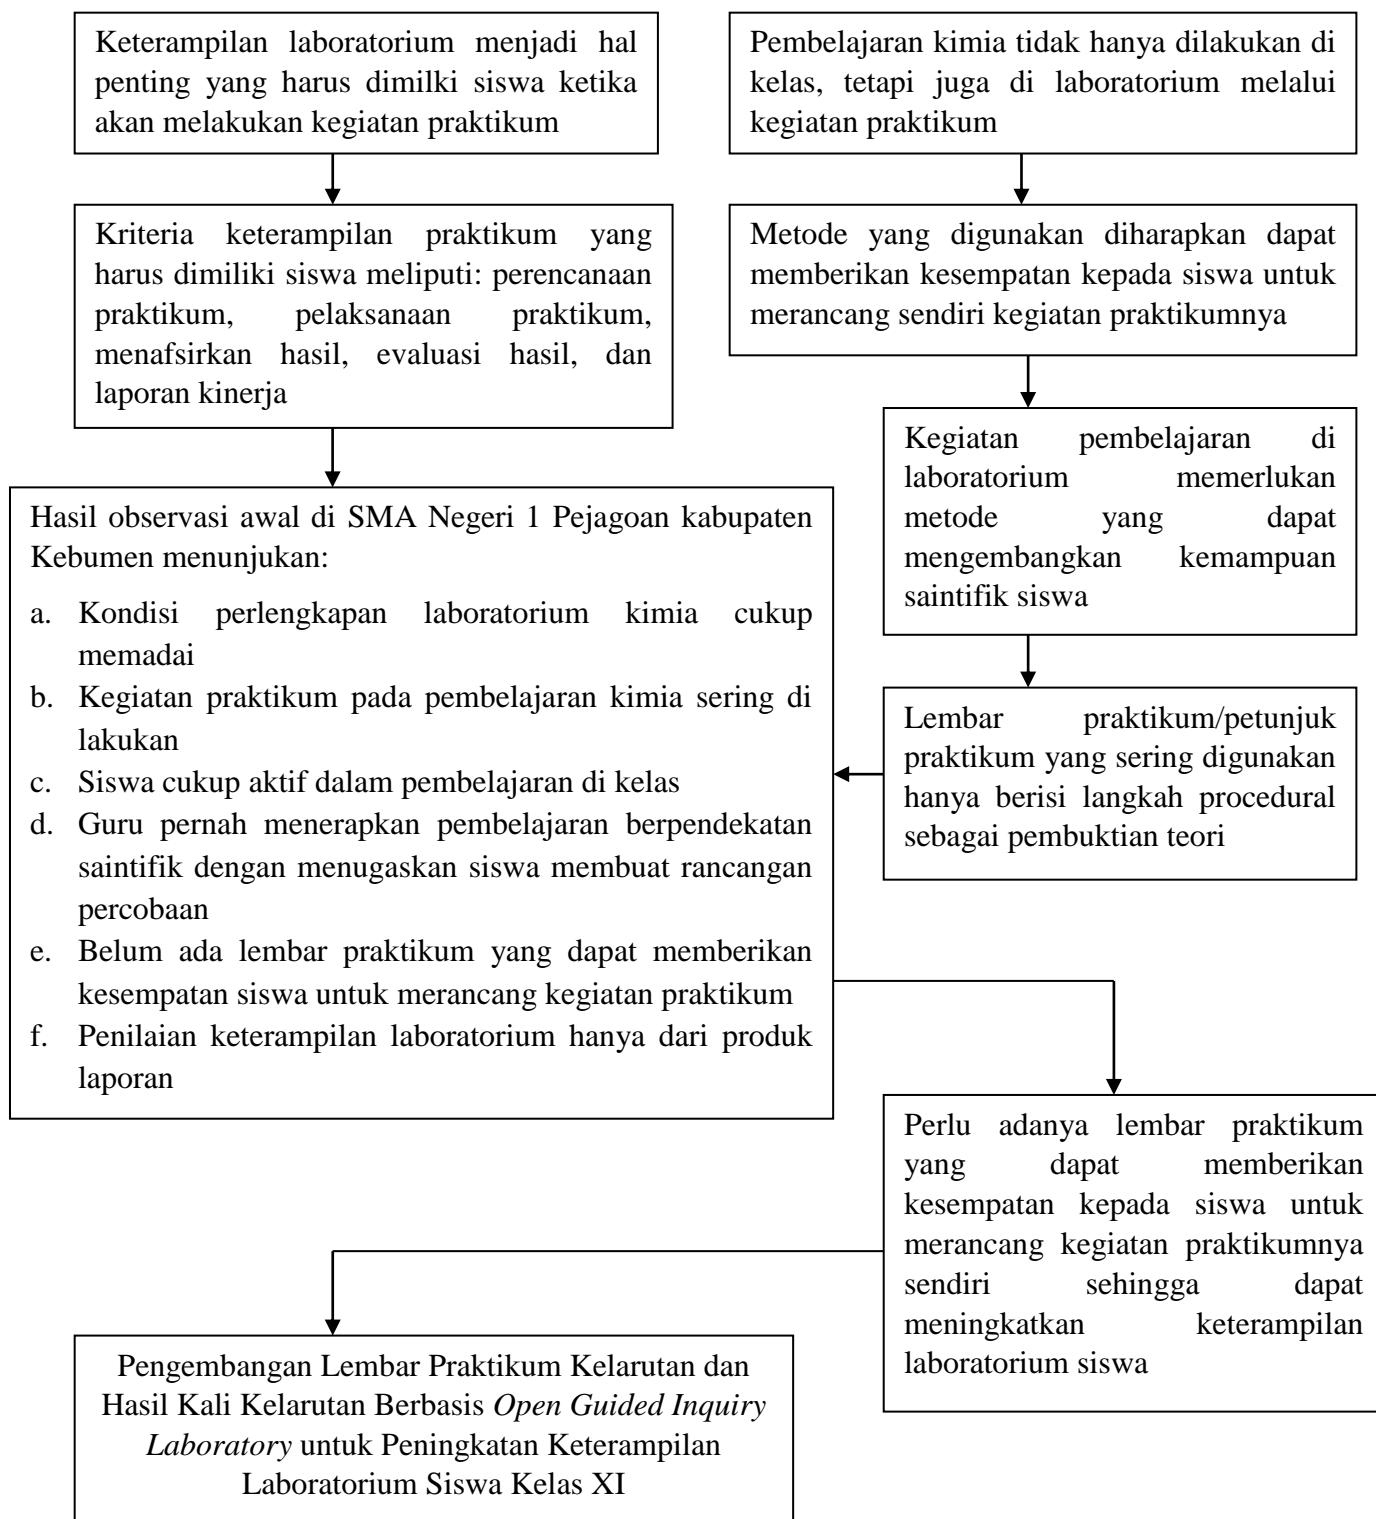 Keterampilan laboratorium menjadi hal
penting yang harus dimilki siswa ketika
akan melakukan kegiatan praktikum
Pembelajaran kimia tidak hanya dilakukan di
kelas, tetapi juga di laboratorium melalui
kegiatan praktikum
Kriteria keterampilan praktikum yang
harus dimiliki siswa meliputi: perencanaan
praktikum, pelaksanaan praktikum,
menafsirkan hasil, evaluasi hasil, dan
laporan kinerja
Metode yang digunakan diharapkan dapat
memberikan kesempatan kepada siswa untuk
merancang sendiri kegiatan praktikumnya
Kegiatan pembelajaran di
laboratorium memerlukan
metode yang dapat
mengembangkan kemampuan
saintifik siswa
Hasil observasi awal di SMA Negeri 1 Pejagoan kabupaten
Kebumen menunjukan:
a. Kondisi perlengkapan laboratorium kimia cukup
memadai
b. Kegiatan praktikum pada pembelajaran kimia sering di
lakukan
c. Siswa cukup aktif dalam pembelajaran di kelas
d. Guru pernah menerapkan pembelajaran berpendekatan
saintifik dengan menugaskan siswa membuat rancangan
percobaan
e. Belum ada lembar praktikum yang dapat memberikan
kesempatan siswa untuk merancang kegiatan praktikum
f. Penilaian keterampilan laboratorium hanya dari produk
laporan
Lembar praktikum/petunjuk
praktikum yang sering digunakan
hanya berisi langkah procedural
sebagai pembuktian teori
Perlu adanya lembar praktikum
yang dapat memberikan
kesempatan kepada siswa untuk
merancang kegiatan praktikumnya
sendiri sehingga dapat
meningkatkan keterampilan
laboratorium siswa
Pengembangan Lembar Praktikum Kelarutan dan
Hasil Kali Kelarutan Berbasis Open Guided Inquiry
Laboratory untuk Peningkatan Keterampilan
Laboratorium Siswa Kelas XI